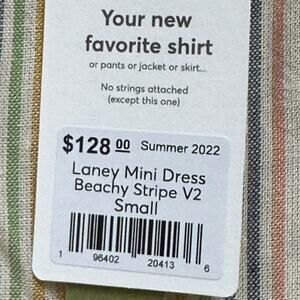 Your new
favorite shirt
or pants or jacket or skirt...
No strings attached
(except this one)
$128 00 Summer 2022
Laney Mini Dress
Beachy Stripe V2
Small
1 96402 20413 6